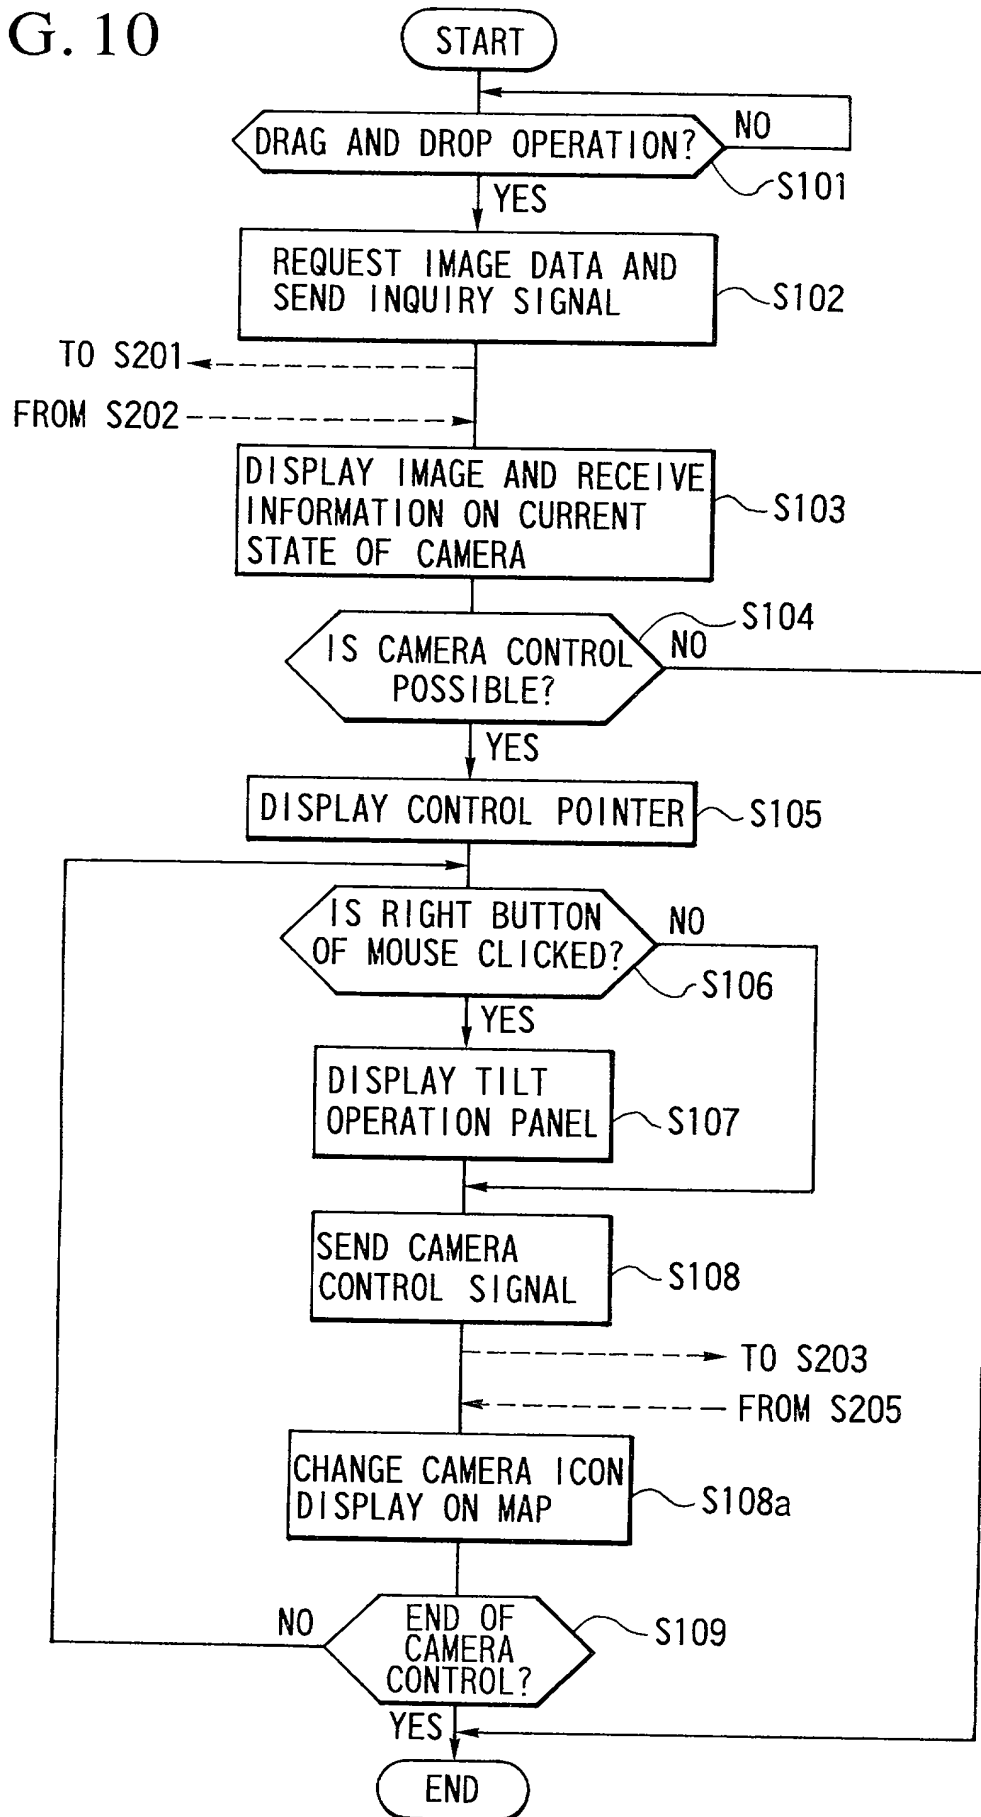 G. 10
START
DRAG AND DROP OPERATION?
NO
S101
YES
REQUEST IMAGE DATA AND
SEND INQUIRY SIGNAL
S102
TO S201
FROM S202
DISPLAY IMAGE AND RECEIVE
INFORMATION ON CURRENT
STATE OF CAMERA
S103
S104
IS CAMERA CONTROL
POSSIBLE?
NO
YES
DISPLAY CONTROL POINTER
S105
IS RIGHT BUTTON
OF MOUSE CLICKED?
NO
S106
YES
DISPLAY TILT
OPERATION PANEL
S107
SEND CAMERA
CONTROL SIGNAL
S108
TO S203
FROM S205
CHANGE CAMERA ICON
DISPLAY ON MAP
S108a
NO
END OF
CAMERA
CONTROL?
S109
YES
END